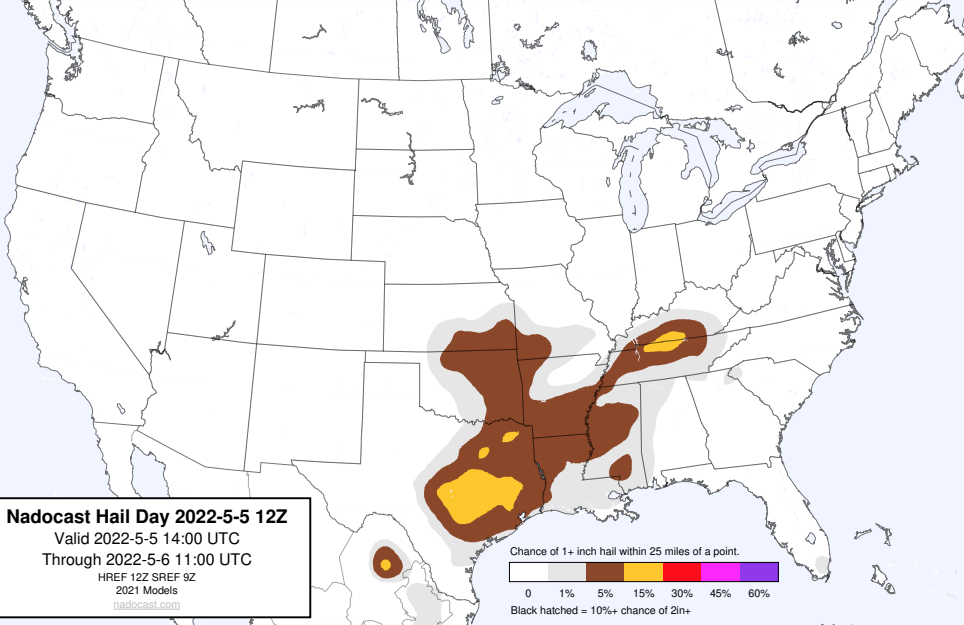 Nadocast Hail Day 2022-5-5 12Z
Valid 2022-5-5 14:00 UTC
Through 2022-5-6 11:00 UTC
HREF 12Z SREF 9Z
2021 Models
nadocast.com
Chance of 1+ inch hail within 25 miles of a point.
0 1% 5% 15% 30% 45% 60%
Black hatched = 10%+ chance of 2in+